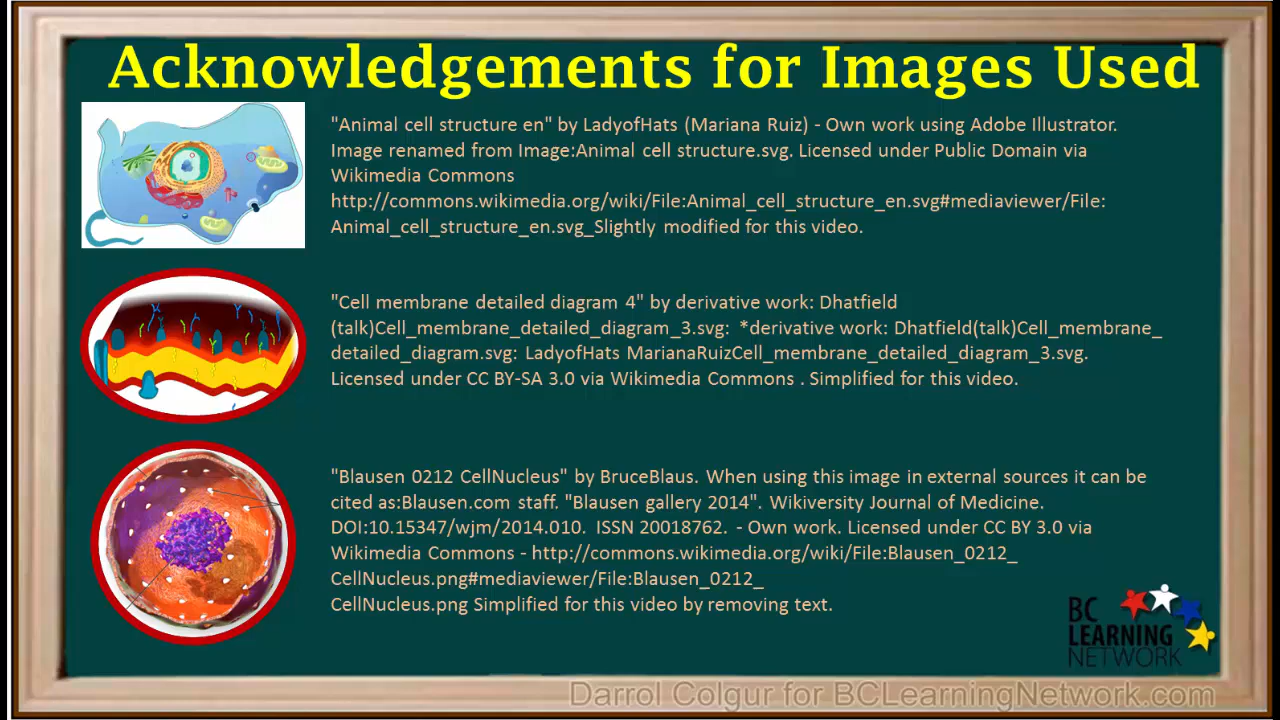 Acknowledgements for Images Used
"Animal cell structure en" by LadyofHats (Mariana Ruiz) - Own work using Adobe Illustrator.
Image renamed from Image:Animal cell structure.svg. Licensed under Public Domain via
Wikimedia Commons
http://commons.wikimedia.org/wiki/File:Animal_cell_structure_en.svg#mediaviewer/File:
Animal_cell_structure_en.svg_Slightly modified for this video.
"Cell membrane detailed diagram 4" by derivative work: Dhatfield
(talk)Cell_membrane_detailed_diagram_3.svg: *derivative work: Dhatfield(talk)Cell_membrane_
detailed_diagram.svg: LadyofHats MarianaRuizCell_membrane_detailed_diagram_3.svg.
Licensed under CC BY-SA 3.0 via Wikimedia Commons . Simplified for this video.
"Blausen 0212 CellNucleus" by BruceBlaus. When using this image in external sources it can be
cited as:Blausen.com staff. "Blausen gallery 2014". Wikiversity Journal of Medicine.
DOI:10.15347/wjm/2014.010. ISSN 20018762. - Own work. Licensed under CC BY 3.0 via
Wikimedia Commons - http://commons.wikimedia.org/wiki/File:Blausen_0212_
CellNucleus.png#mediaviewer/File:Blausen_0212_
CellNucleus.png Simplified for this video by removing text.
BC
LEARNING
NETWORK
Darrol Colgur for BCLearningNetwork.com